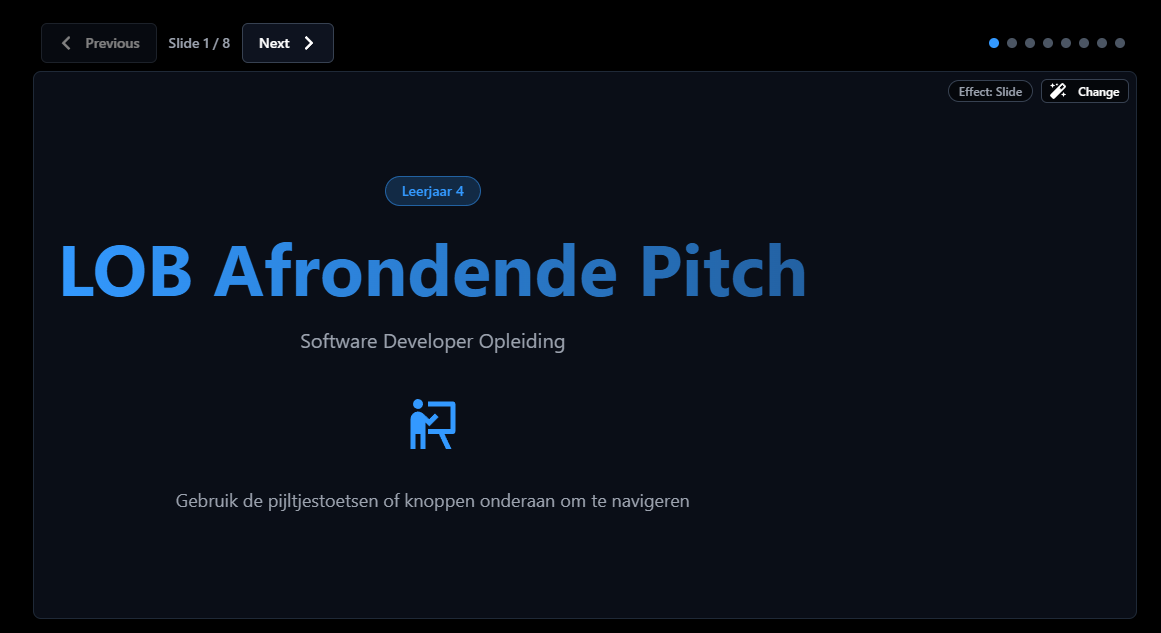 Previous
Slide 1 / 8
Next
Effect: Slide
Change
Leerjaar 4
LOB Afrondende Pitch
Software Developer Opleiding
Gebruik de pijltjestoetsen of knoppen onderaan om te navigeren